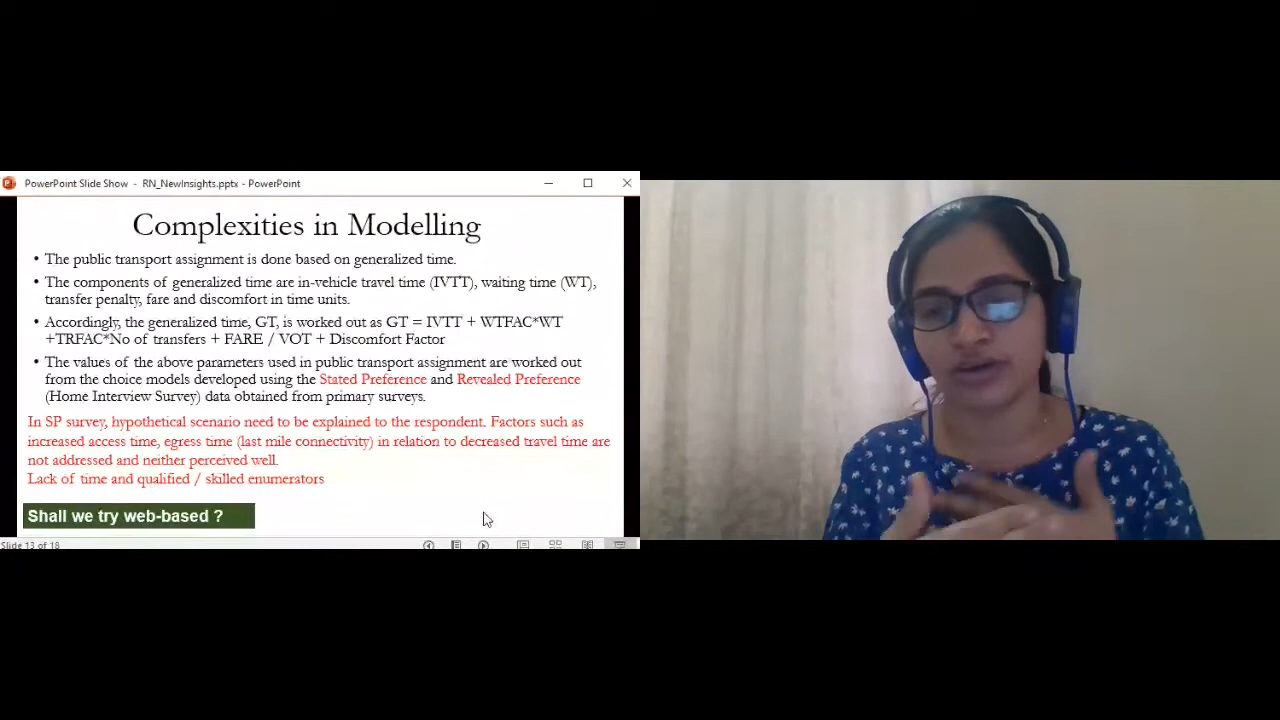 PowerPoint Slide Show - RN_NewInsights.pptx - PowerPoint
Complexities in Modelling
• The public transport assignment is done based on generalized time.
• The components of generalized time are in-vehicle travel time (IVTT), waiting time (WT),
transfer penalty, fare and discomfort in time units.
• Accordingly, the generalized time, GT, is worked out as GT = IVTT + WTFAC*WT
+TRFAC*No of transfers + FARE / VOT + Discomfort Factor
• The values of the above parameters used in public transport assignment are worked out
from the choice models developed using the Stated Preference and Revealed Preference
(Home Interview Survey) data obtained from primary surveys.
In SP survey, hypothetical scenario need to be explained to the respondent. Factors such as
increased access time, egress time (last mile connectivity) in relation to decreased travel time are
not addressed and neither perceived well.
Lack of time and qualified / skilled enumerators
Shall we try web-based ?
Slide 13 of 18